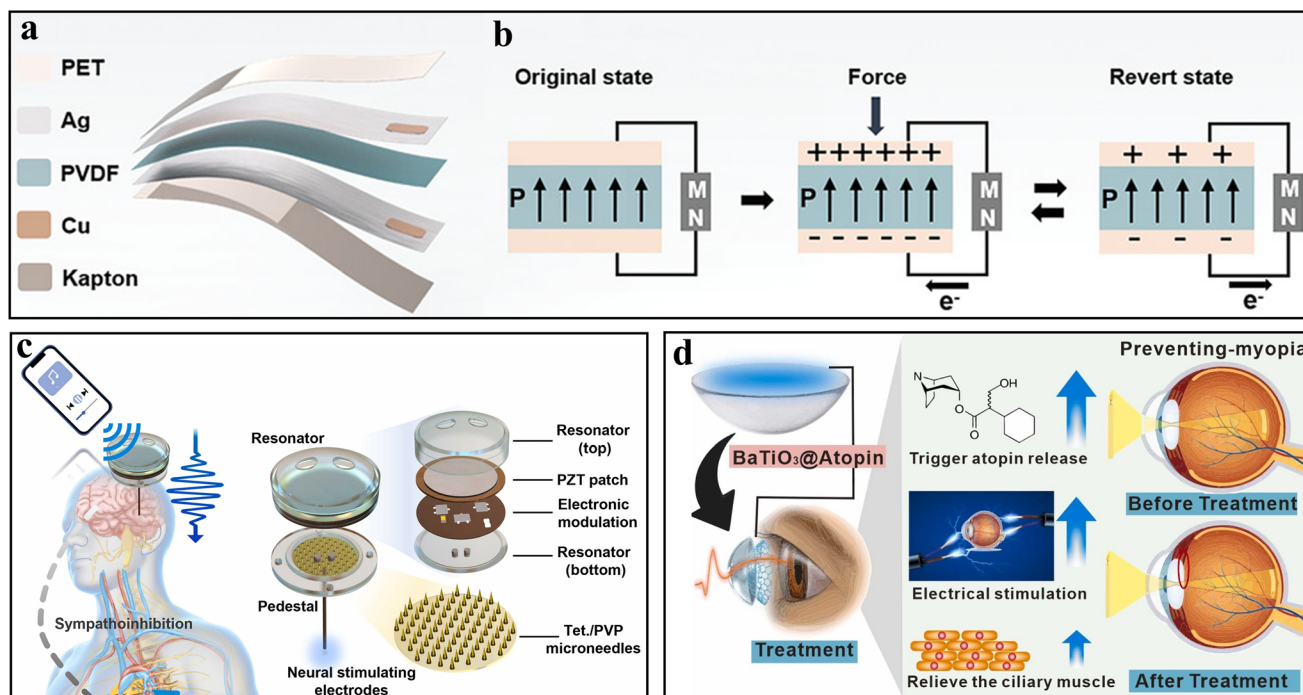 a
PET
Ag
PVDF
Cu
Kapton
b
Original state
Force
Revert state
+ + + + + +
+ + +
P
M
N
P
M
N
P
M
N
- - - - - -
- - -
e-
e-
c
Resonator
Resonator
(top)
PZT patch
Electronic
modulation
Resonator
(bottom)
Pedestal
Sympathoinhibition
Tet./PVP
microneedles
Neural stimulating
electrodes
d
BaTiO3@Atopin
Treatment
N
OH
O
O
Trigger atopin release
Electrical stimulation
Relieve the ciliary muscle
Preventing-myopia
Before Treatment
After Treatment